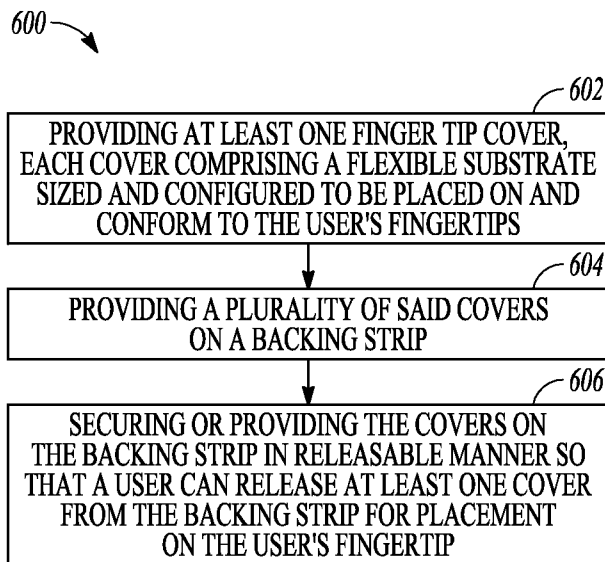 600
602
PROVIDING AT LEAST ONE FINGER TIP COVER,
EACH COVER COMPRISING A FLEXIBLE SUBSTRATE
SIZED AND CONFIGURED TO BE PLACED ON AND
CONFORM TO THE USER'S FINGERTIPS
604
PROVIDING A PLURALITY OF SAID COVERS
ON A BACKING STRIP
606
SECURING OR PROVIDING THE COVERS ON
THE BACKING STRIP IN RELEASABLE MANNER SO
THAT A USER CAN RELEASE AT LEAST ONE COVER
FROM THE BACKING STRIP FOR PLACEMENT
ON THE USER'S FINGERTIP